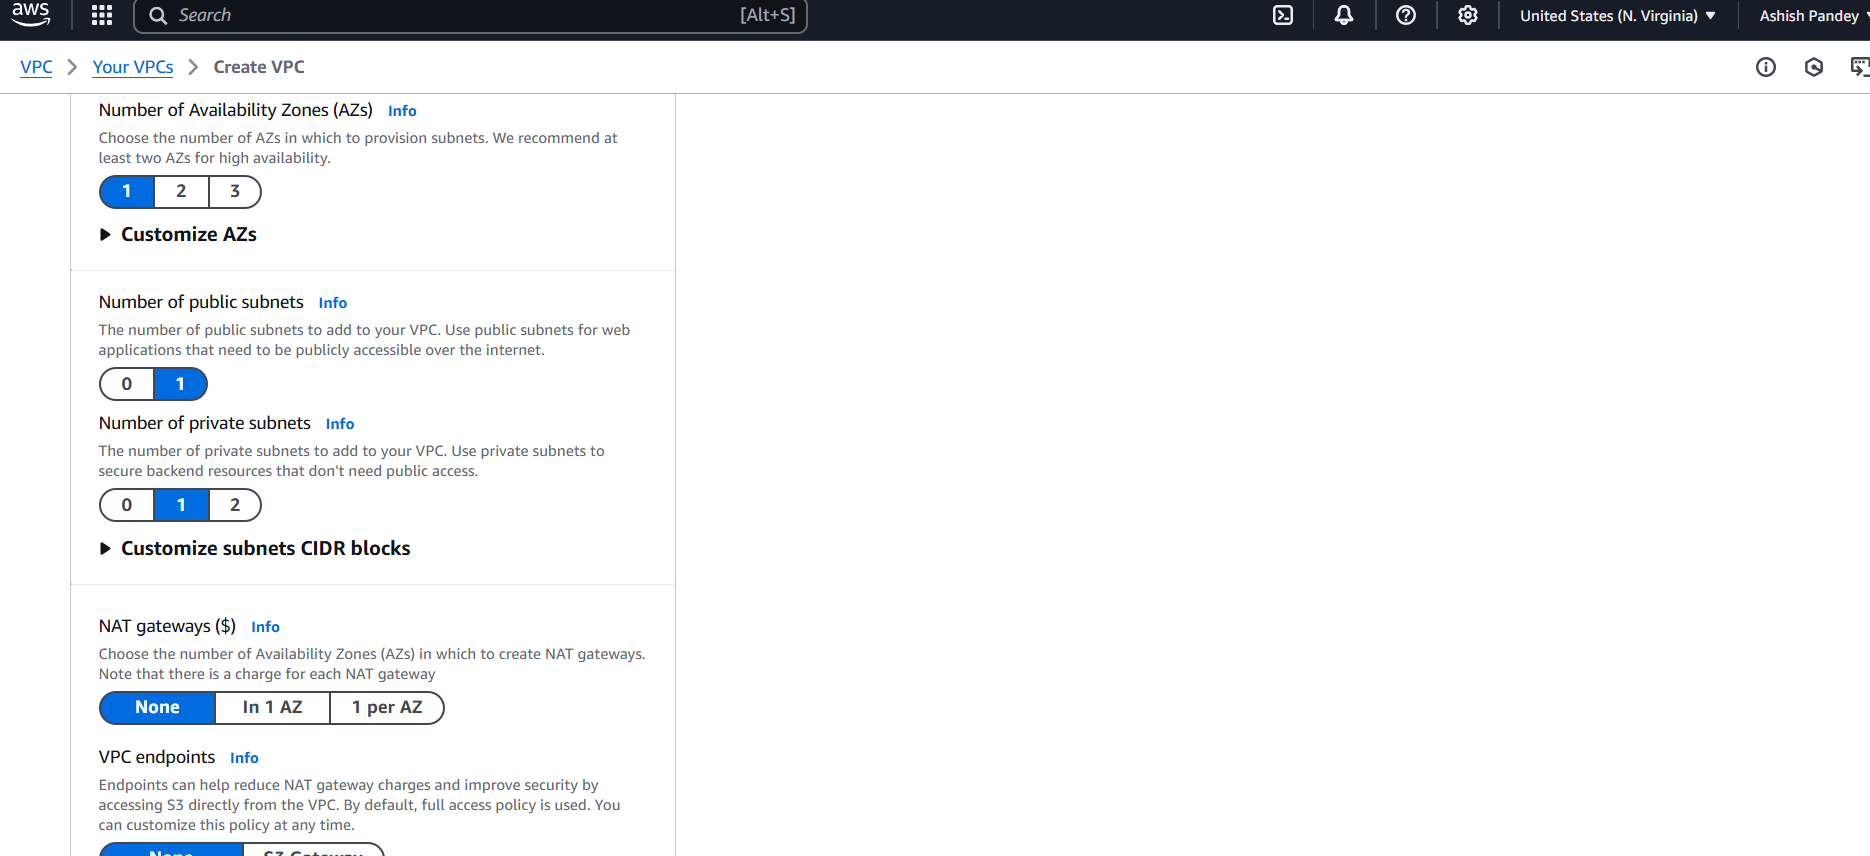 aws Search [Alt+S] United States (N. Virginia) Ashish Pandey
VPC Your VPCs Create VPC
Number of Availability Zones (AZs) Info
Choose the number of AZs in which to provision subnets. We recommend at
least two AZs for high availability.
1 2 3
Customize AZs
Number of public subnets Info
The number of public subnets to add to your VPC. Use public subnets for web
applications that need to be publicly accessible over the internet.
0 1
Number of private subnets Info
The number of private subnets to add to your VPC. Use private subnets to
secure backend resources that don't need public access.
0 1 2
Customize subnets CIDR blocks
NAT gateways ($) Info
Choose the number of Availability Zones (AZs) in which to create NAT gateways.
Note that there is a charge for each NAT gateway
None In 1 AZ 1 per AZ
VPC endpoints Info
Endpoints can help reduce NAT gateway charges and improve security by
accessing S3 directly from the VPC. By default, full access policy is used. You
can customize this policy at any time.
None S3 Gateway